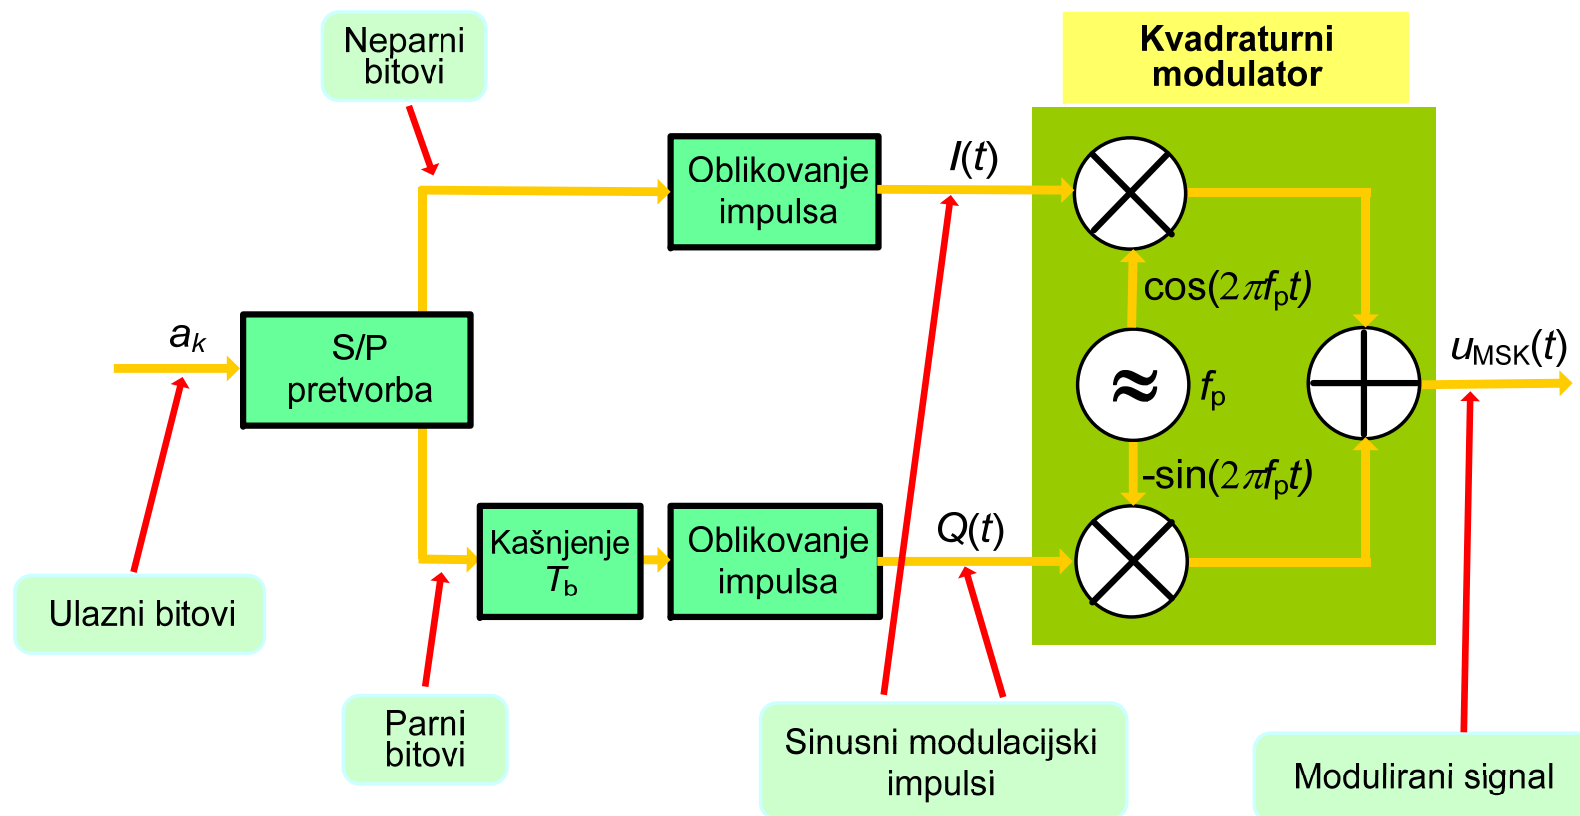 Neparni
bitovi
Kvadraturni
modulator
Oblikovanje
impulsa
I(t)
cos(2πfpt)
ak
S/P
pretvorba
fp
uMSK(t)
-sin(2πfpt)
Kašnjenje
Tb
Oblikovanje
impulsa
Q(t)
Ulazni bitovi
Parni
bitovi
Sinusni modulacijski
impulsi
Modulirani signal